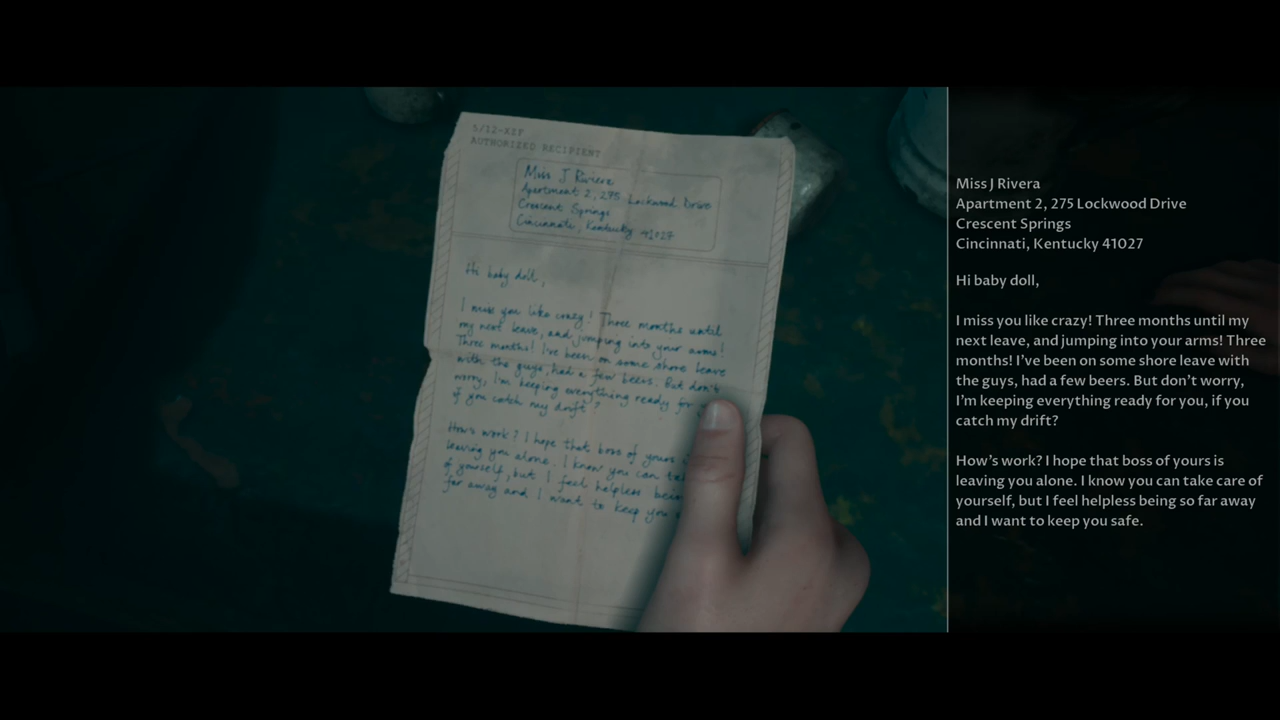 5/12-XIF
AUTHORIZED RECIPIENT
Miss J Rivera
Apartment 2, 275 Lockwood Drive
Crescent Springs
Cincinnati, Kentucky 41027
Hi baby doll,
I miss you like crazy! Three months until
my next leave, and jumping into your arms!
Three months! I've been on some shore leave
with the guys, had a few beers. But don't
worry, I'm keeping everything ready for
if you catch my drift?
How's work? I hope that boss of yours
leaving you alone. I know you can
of yourself, but I feel helpless
far away and I want to keep you
Miss J Rivera
Apartment 2, 275 Lockwood Drive
Crescent Springs
Cincinnati, Kentucky 41027
Hi baby doll,
I miss you like crazy! Three months until my
next leave, and jumping into your arms! Three
months! I've been on some shore leave with
the guys, had a few beers. But don't worry,
I'm keeping everything ready for you, if you
catch my drift?
How's work? I hope that boss of yours is
leaving you alone. I know you can take care of
yourself, but I feel helpless being so far away
and I want to keep you safe.